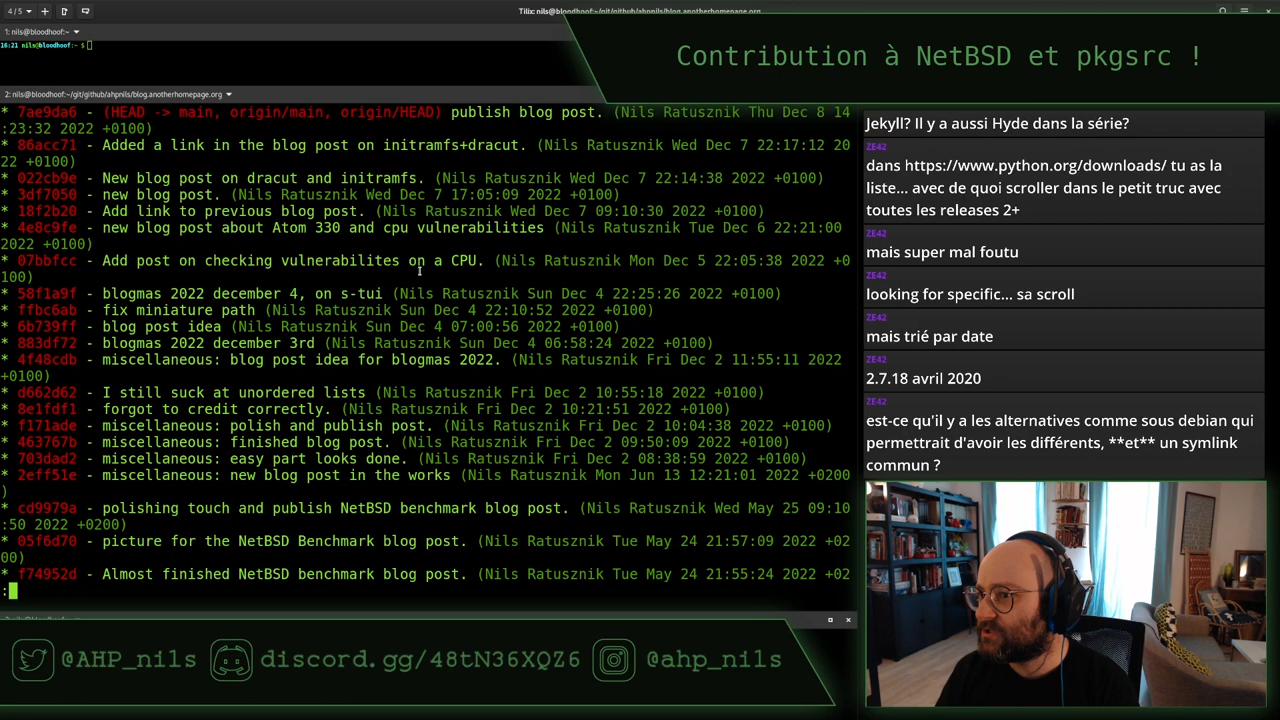 4 / 5
Tilix: nils@bloodhoof:~/git/github/ahpnils/blog.anotherhomepage.org
1: nils@bloodhoof:~
16:21 nils@bloodhoof:~ $
Contribution à NetBSD et pkgsrc !
2: nils@bloodhoof:~/git/github/ahpnils/blog.anotherhomepage.org
* 7ae9da6 - (HEAD -> main, origin/main, origin/HEAD) publish blog post. (Nils Ratusznik Thu Dec 8 14
:23:32 2022 +0100)
* 86acc71 - Added a link in the blog post on initramfs+dracut. (Nils Ratusznik Wed Dec 7 22:17:12 20
22 +0100)
* 022cb9e - New blog post on dracut and initramfs. (Nils Ratusznik Wed Dec 7 22:14:38 2022 +0100)
* 3df7050 - new blog post. (Nils Ratusznik Wed Dec 7 17:05:09 2022 +0100)
* 18f2b20 - Add link to previous blog post. (Nils Ratusznik Wed Dec 7 09:10:30 2022 +0100)
* 4e8c9fe - new blog post about Atom 330 and cpu vulnerabilities (Nils Ratusznik Tue Dec 6 22:21:00
2022 +0100)
* 07bbfcc - Add post on checking vulnerabilites on a CPU. (Nils Ratusznik Mon Dec 5 22:05:38 2022 +0
100)
* 58f1a9f - blogmas 2022 december 4, on s-tui (Nils Ratusznik Sun Dec 4 22:25:26 2022 +0100)
* ffbc6ab - fix miniature path (Nils Ratusznik Sun Dec 4 22:10:52 2022 +0100)
* 6b739ff - blog post idea (Nils Ratusznik Sun Dec 4 07:00:56 2022 +0100)
* 883df72 - blogmas 2022 december 3rd (Nils Ratusznik Sun Dec 4 06:58:24 2022 +0100)
* 4f48cdb - miscellaneous: blog post idea for blogmas 2022. (Nils Ratusznik Fri Dec 2 11:55:11 2022
+0100)
* d662d62 - I still suck at unordered lists (Nils Ratusznik Fri Dec 2 10:55:18 2022 +0100)
* 8e1fdf1 - forgot to credit correctly. (Nils Ratusznik Fri Dec 2 10:21:51 2022 +0100)
* f171ade - miscellaneous: polish and publish post. (Nils Ratusznik Fri Dec 2 10:04:38 2022 +0100)
* 463767b - miscellaneous: finished blog post. (Nils Ratusznik Fri Dec 2 09:50:09 2022 +0100)
* 703dad2 - miscellaneous: easy part looks done. (Nils Ratusznik Fri Dec 2 08:38:59 2022 +0100)
* 2eff51e - miscellaneous: new blog post in the works (Nils Ratusznik Mon Jun 13 12:21:01 2022 +0200
)
* cd9979a - polishing touch and publish NetBSD benchmark blog post. (Nils Ratusznik Wed May 25 09:10
:50 2022 +0200)
* 05f6d70 - picture for the NetBSD Benchmark blog post. (Nils Ratusznik Tue May 24 21:57:09 2022 +02
00)
* f74952d - Almost finished NetBSD benchmark blog post. (Nils Ratusznik Tue May 24 21:55:24 2022 +02
:
Jekyll? Il y a aussi Hyde dans la série?
ZE42
dans https://www.python.org/downloads/ tu as la
liste... avec de quoi scroller dans le petit truc avec
toutes les releases 2+
ZE42
mais super mal foutu
ZE42
looking for specific... sa scroll
ZE42
mais trié par date
ZE42
2.7.18 avril 2020
ZE42
est-ce qu'il y a les alternatives comme sous debian qui
permettrait d'avoir les différents, **et** un symlink
commun ?
@AHP_nils
discord.gg/48tN36XQZ6
@ahp_nils